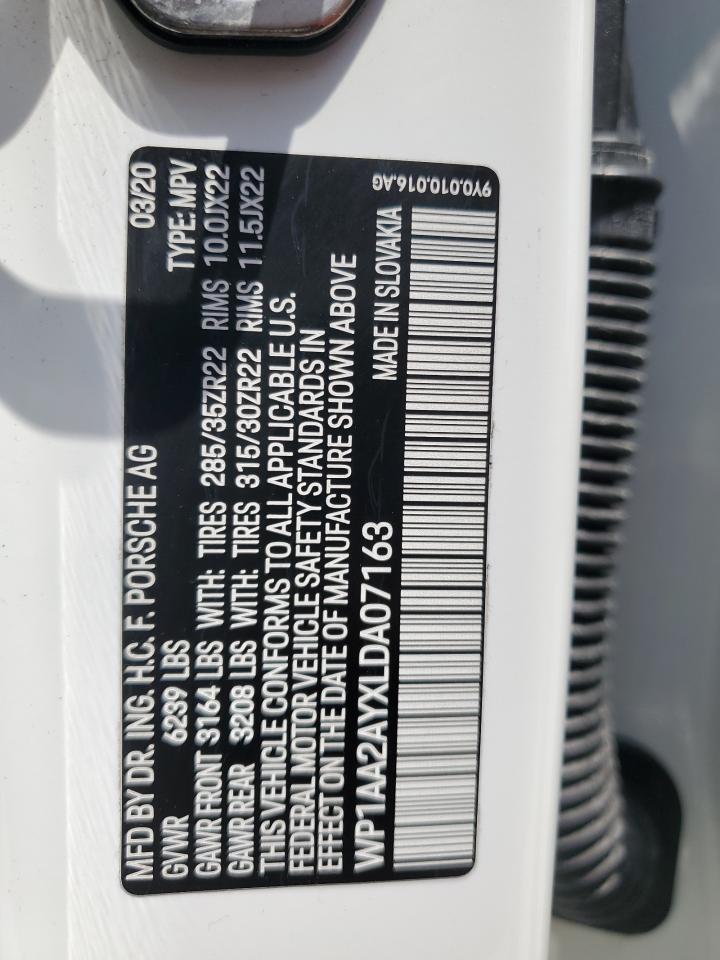 MFD BY DR. ING. H.C. F. PORSCHE AG 03/20
GVWR 6239 LBS TYPE: MPV
GAWR FRONT 3164 LBS WITH: TIRES 285/35ZR22 RIMS 10.0JX22
GAWR REAR 3208 LBS WITH: TIRES 315/30ZR22 RIMS 11.5JX22
THIS VEHICLE CONFORMS TO ALL APPLICABLE U.S.
FEDERAL MOTOR VEHICLE SAFETY STANDARDS IN
EFFECT ON THE DATE OF MANUFACTURE SHOWN ABOVE
WP1AA2AYXLDA07163 MADE IN SLOVAKIA
9Y0.010.016.AG